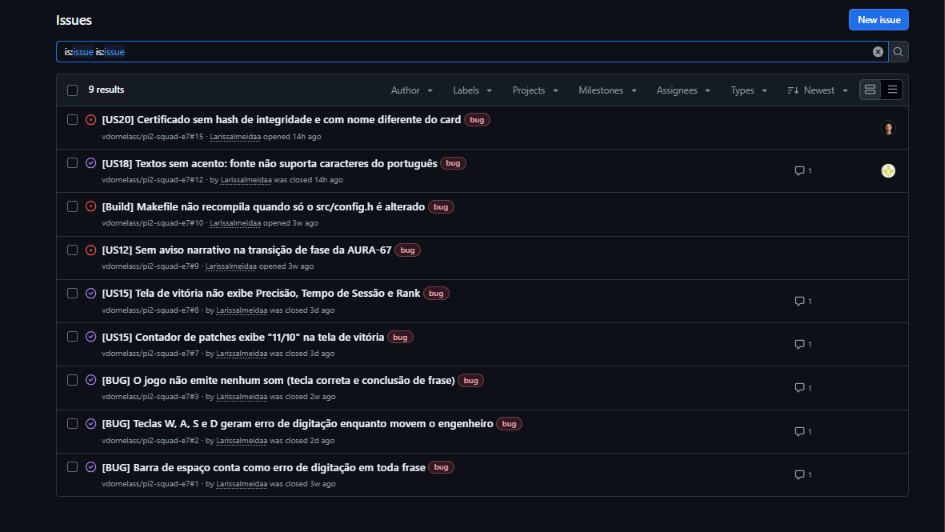 Issues
New issue
is:issue is:issue
9 results
Author Labels Projects Milestones Assignees Types Newest
[US20] Certificado sem hash de integridade e com nome diferente do card bug
vdornelass/pi2-squad-e7#15 · Larissalmeidaa opened 14h ago
[US18] Textos sem acento: fonte não suporta caracteres do português bug
vdornelass/pi2-squad-e7#12 · by Larissalmeidaa was closed 14h ago
1
[Build] Makefile não recompila quando só o src/config.h é alterado bug
vdornelass/pi2-squad-e7#10 · Larissalmeidaa opened 3w ago
[US12] Sem aviso narrativo na transição de fase da AURA-67 bug
vdornelass/pi2-squad-e7#9 · Larissalmeidaa opened 3w ago
[US15] Tela de vitória não exibe Precisão, Tempo de Sessão e Rank bug
vdornelass/pi2-squad-e7#8 · by Larissalmeidaa was closed 3d ago
1
[US15] Contador de patches exibe "11/10" na tela de vitória bug
vdornelass/pi2-squad-e7#7 · by Larissalmeidaa was closed 3d ago
1
[BUG] O jogo não emite nenhum som (tecla correta e conclusão de frase) bug
vdornelass/pi2-squad-e7#3 · by Larissalmeidaa was closed 2w ago
1
[BUG] Teclas W, A, S e D geram erro de digitação enquanto movem o engenheiro bug
vdornelass/pi2-squad-e7#2 · by Larissalmeidaa was closed 2d ago
1
[BUG] Barra de espaço conta como erro de digitação em toda frase bug
vdornelass/pi2-squad-e7#1 · by Larissalmeidaa was closed 3w ago
1